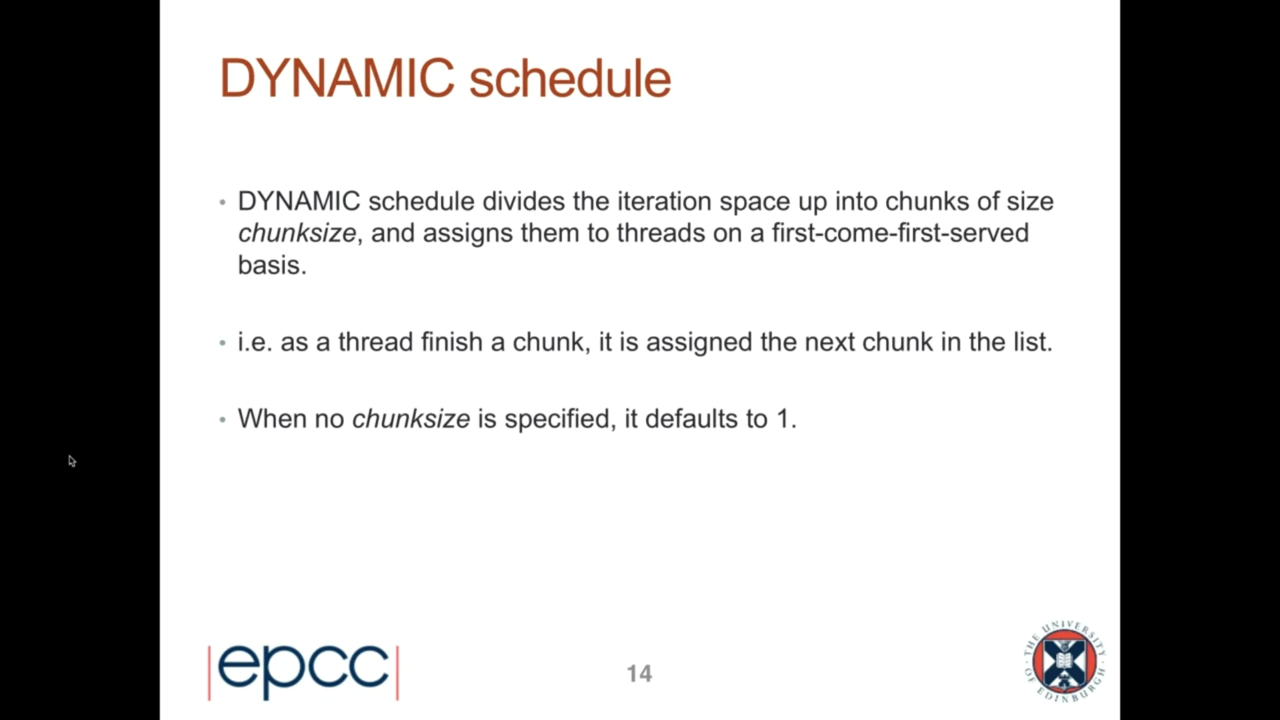 DYNAMIC schedule
• DYNAMIC schedule divides the iteration space up into chunks of size
chunksize, and assigns them to threads on a first-come-first-served
basis.
• i.e. as a thread finish a chunk, it is assigned the next chunk in the list.
• When no chunksize is specified, it defaults to 1.
|epcc|
14
THE UNIVERSITY
OF EDINBURGH